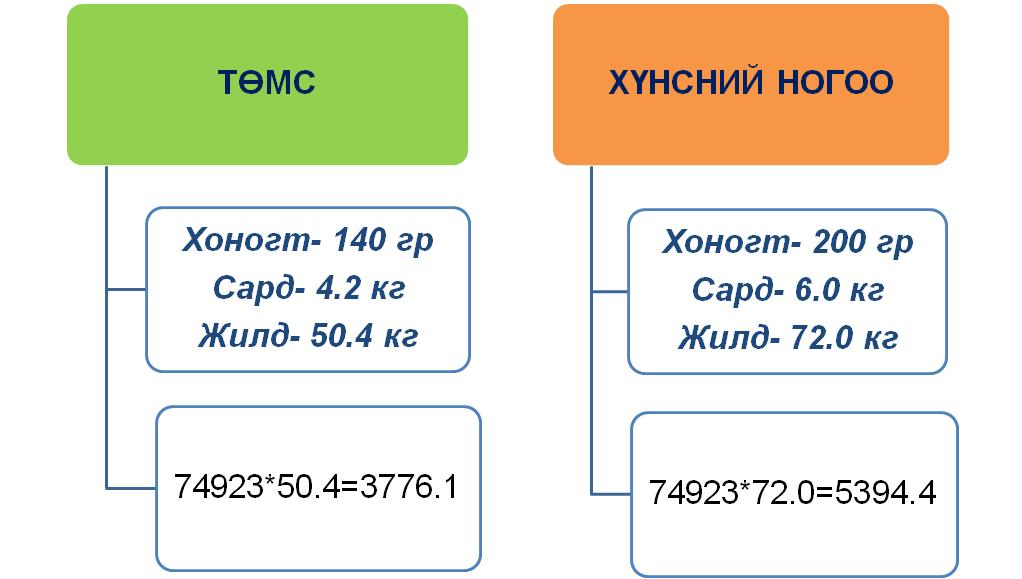 ТӨМС
Хоногт- 140 гр
Сард- 4.2 кг
Жилд- 50.4 кг
74923*50.4=3776.1
ХҮНСНИЙ НОГОО
Хоногт- 200 гр
Сард- 6.0 кг
Жилд- 72.0 кг
74923*72.0=5394.4